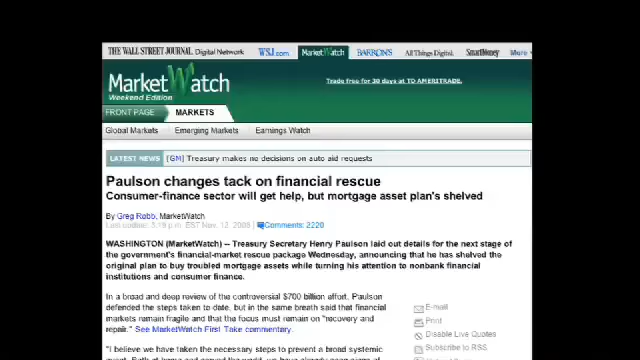 THE WALL STREET JOURNAL. Digital Network WSJ.com MarketWatch BARRON'S All Things Digital. SmartMoney More
MarketWatch
Weekend Edition
Trade free for 30 days at TD AMERITRADE.
FRONT PAGE MARKETS
Global Markets Emerging Markets Earnings Watch
LATEST NEWS [GM] Treasury makes no decisions on auto aid requests
Paulson changes tack on financial rescue
Consumer-finance sector will get help, but mortgage asset plan's shelved
By Greg Robb, MarketWatch
Last update: 5:19 p.m. EST Nov. 12, 2008 Comments: 2220
WASHINGTON (MarketWatch) -- Treasury Secretary Henry Paulson laid out details for the next stage of
the government's financial-market rescue package Wednesday, announcing that he has shelved the
original plan to buy troubled mortgage assets while turning his attention to nonbank financial
institutions and consumer finance.
In a broad and deep review of the controversial $700 billion effort, Paulson
defended the steps taken to date, but in the same breath said that financial
markets remain fragile and that the focus must remain on "recovery and
repair." See MarketWatch First Take commentary.
E-mail
Print
Disable Live Quotes
Subscribe to RSS
"I believe we have taken the necessary steps to prevent a broad systemic